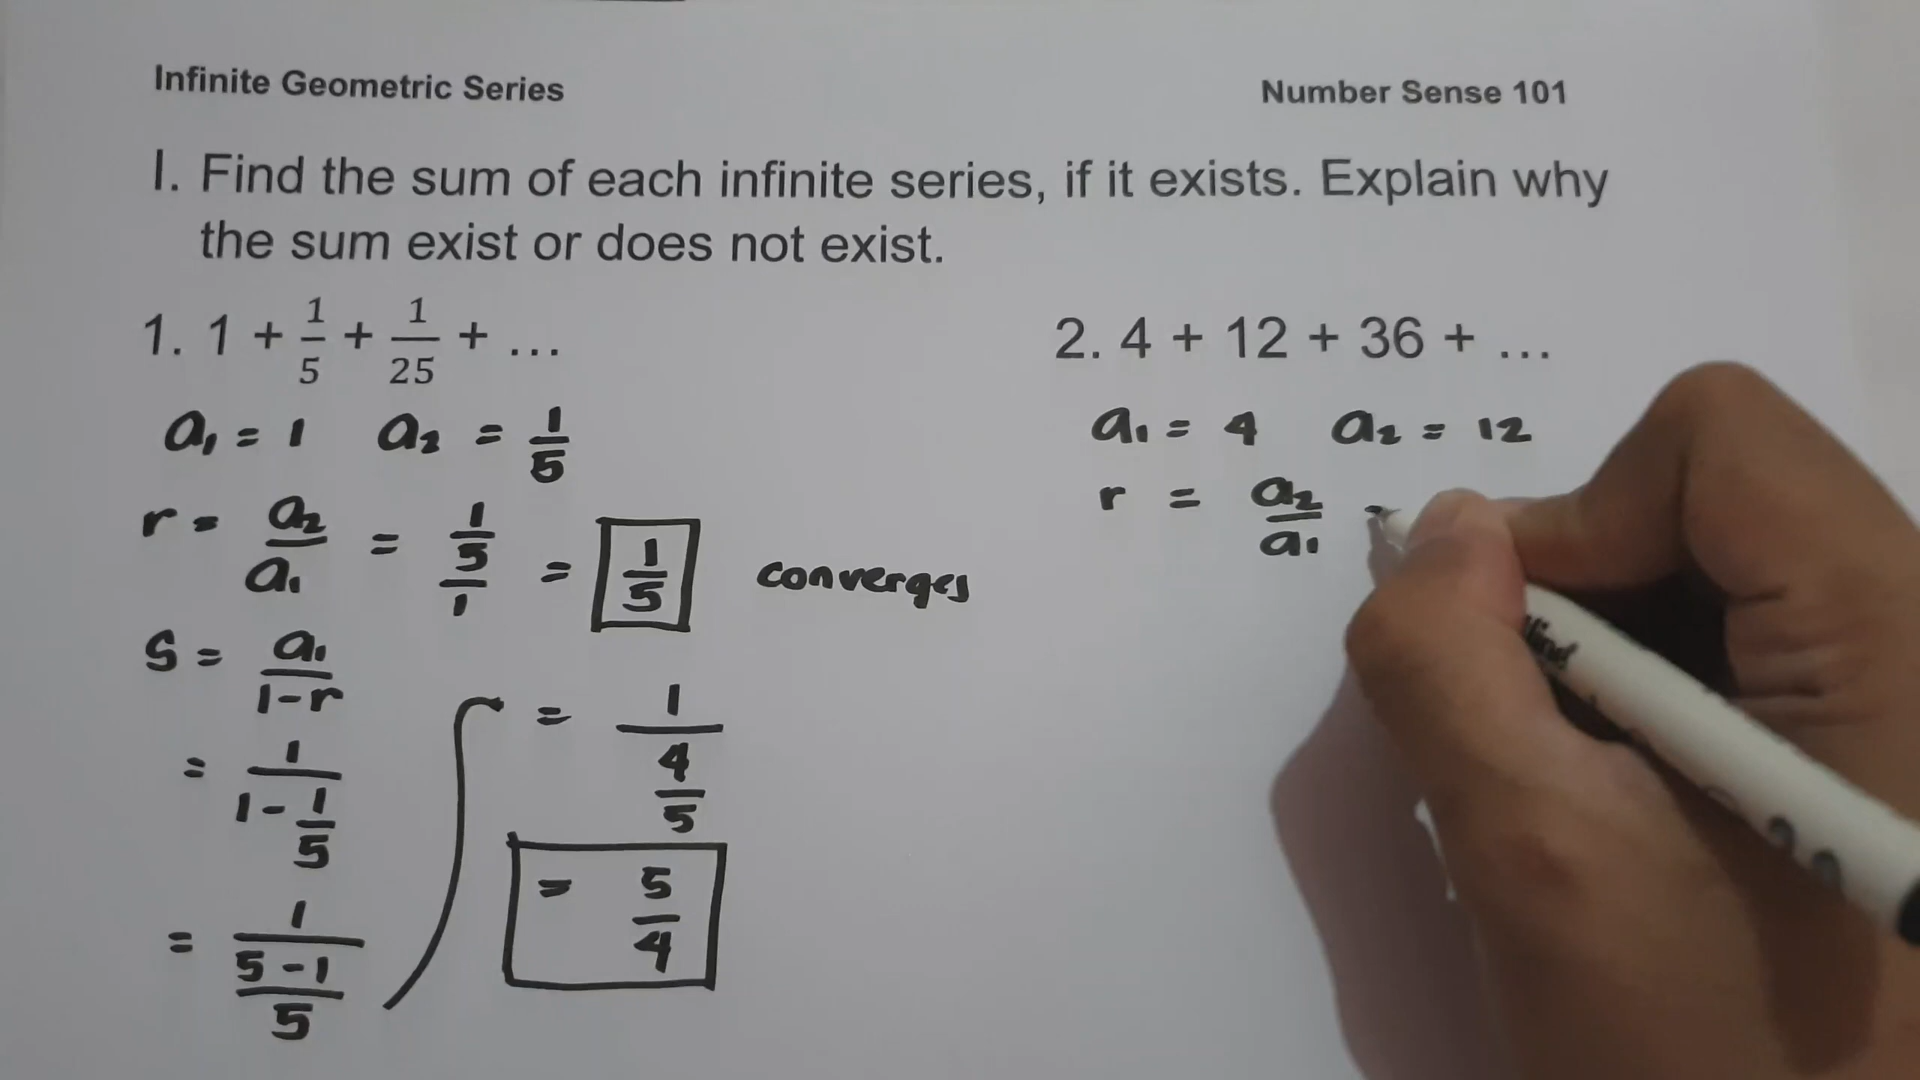 Infinite Geometric Series
Number Sense 101
I. Find the sum of each infinite series, if it exists. Explain why
the sum exist or does not exist.
1. 1 + 1/5 + 1/25 + ...
a₁ = 1 a₂ = 1/5
r = a₂/a₁ = (1/5)/1 = 1/5 converges
S = a₁/(1-r)
= 1/(1 - 1/5)
= 1/((5-1)/5)
= 1/(4/5)
= 5/4
2. 4 + 12 + 36 + ...
a₁ = 4 a₂ = 12
r = a₂/a₁